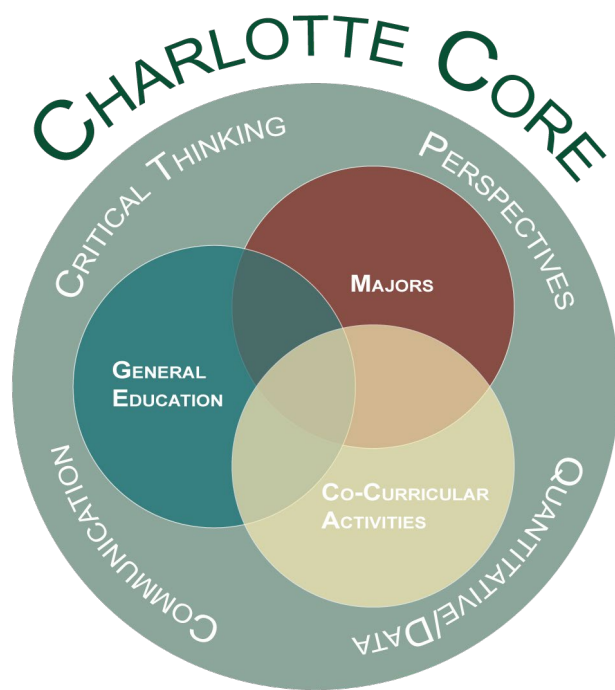 CHARLOTTE CORE
CRITICAL THINKING
PERSPECTIVES
MAJORS
GENERAL
EDUCATION
CO-CURRICULAR
ACTIVITIES
COMMUNICATION
QUANTITATIVE/DATA